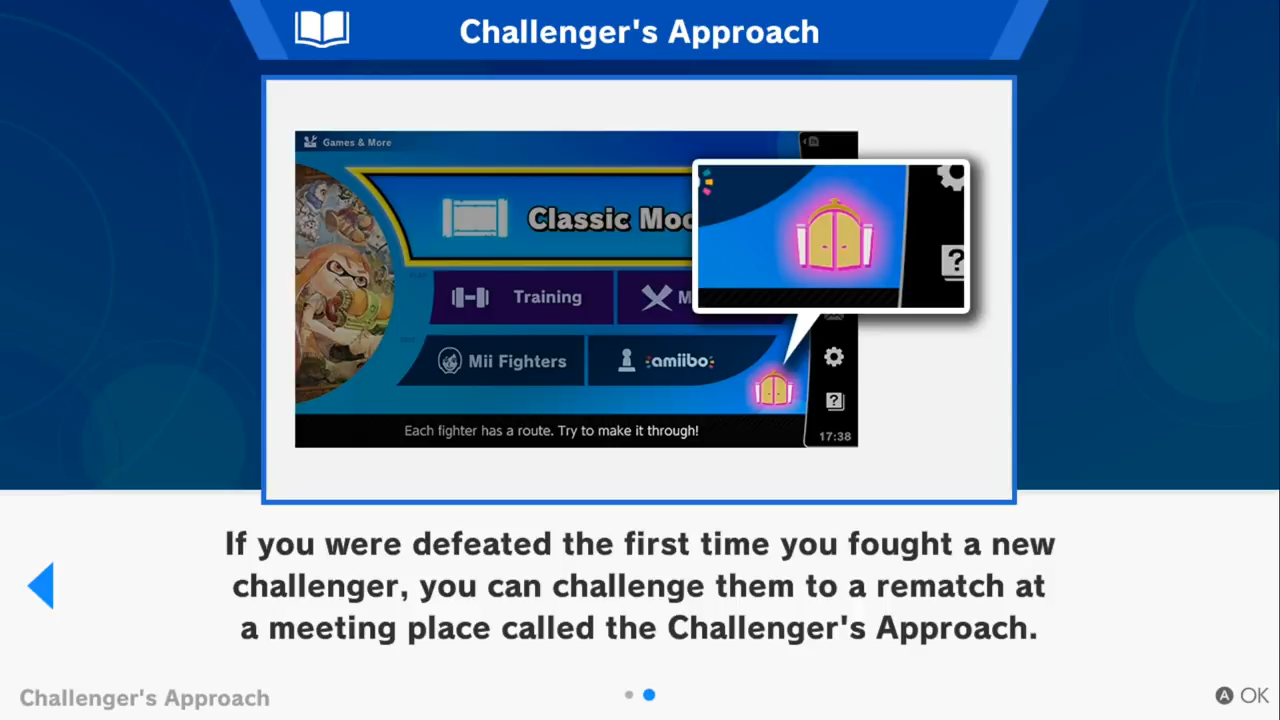 Challenger's Approach
Games & More
Classic Mo
Training
M
Mii Fighters
amiibo
?
?
Each fighter has a route. Try to make it through!
17:38
If you were defeated the first time you fought a new
challenger, you can challenge them to a rematch at
a meeting place called the Challenger's Approach.
Challenger's Approach
A OK